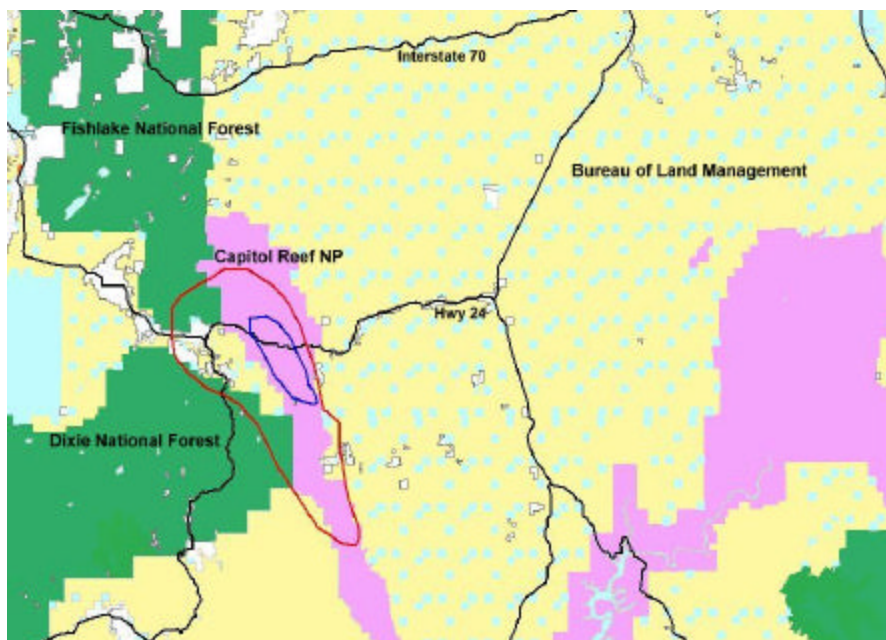 Interstate 70
Fishlake National Forest
Bureau of Land Management
Capitol Reef NP
Hwy 24
Dixie National Forest